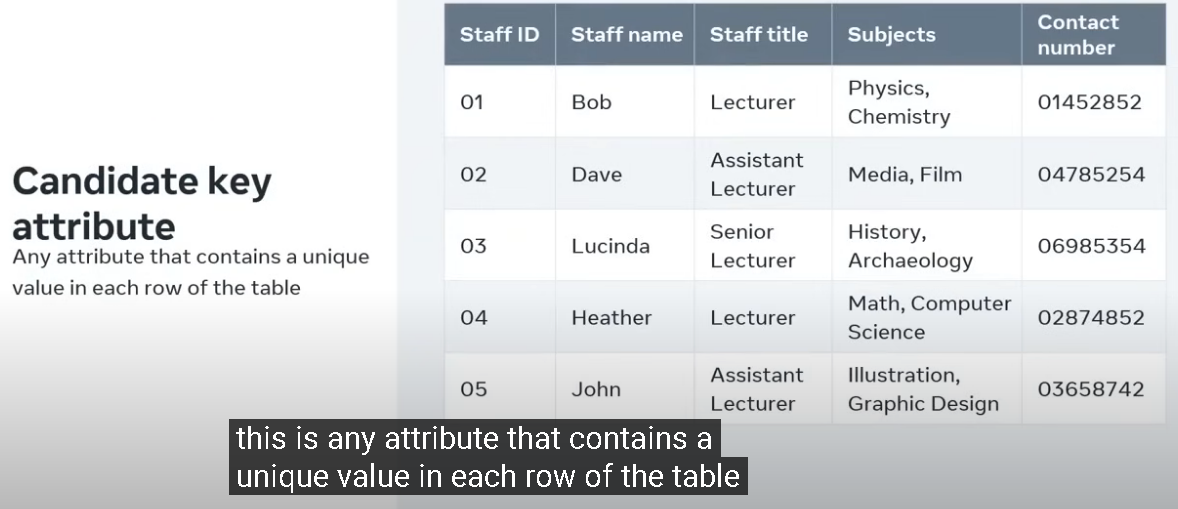 Candidate key
attribute
Any attribute that contains a unique
value in each row of the table
Staff ID Staff name Staff title Subjects Contact number
01 Bob Lecturer Physics, Chemistry 01452852
02 Dave Assistant Lecturer Media, Film 04785254
03 Lucinda Senior Lecturer History, Archaeology 06985354
04 Heather Lecturer Math, Computer Science 02874852
05 John Assistant Lecturer Illustration, Graphic Design 03658742
this is any attribute that contains a
unique value in each row of the table